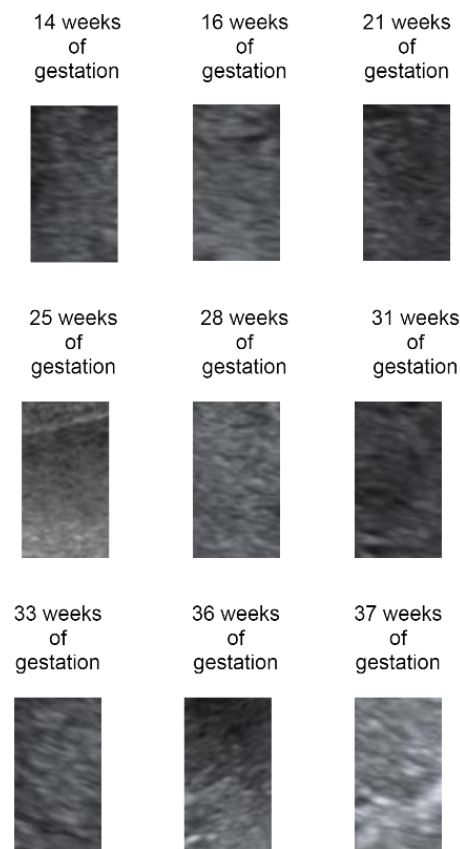 14 weeks
of
gestation
16 weeks
of
gestation
21 weeks
of
gestation
25 weeks
of
gestation
28 weeks
of
gestation
31 weeks
of
gestation
33 weeks
of
gestation
36 weeks
of
gestation
37 weeks
of
gestation